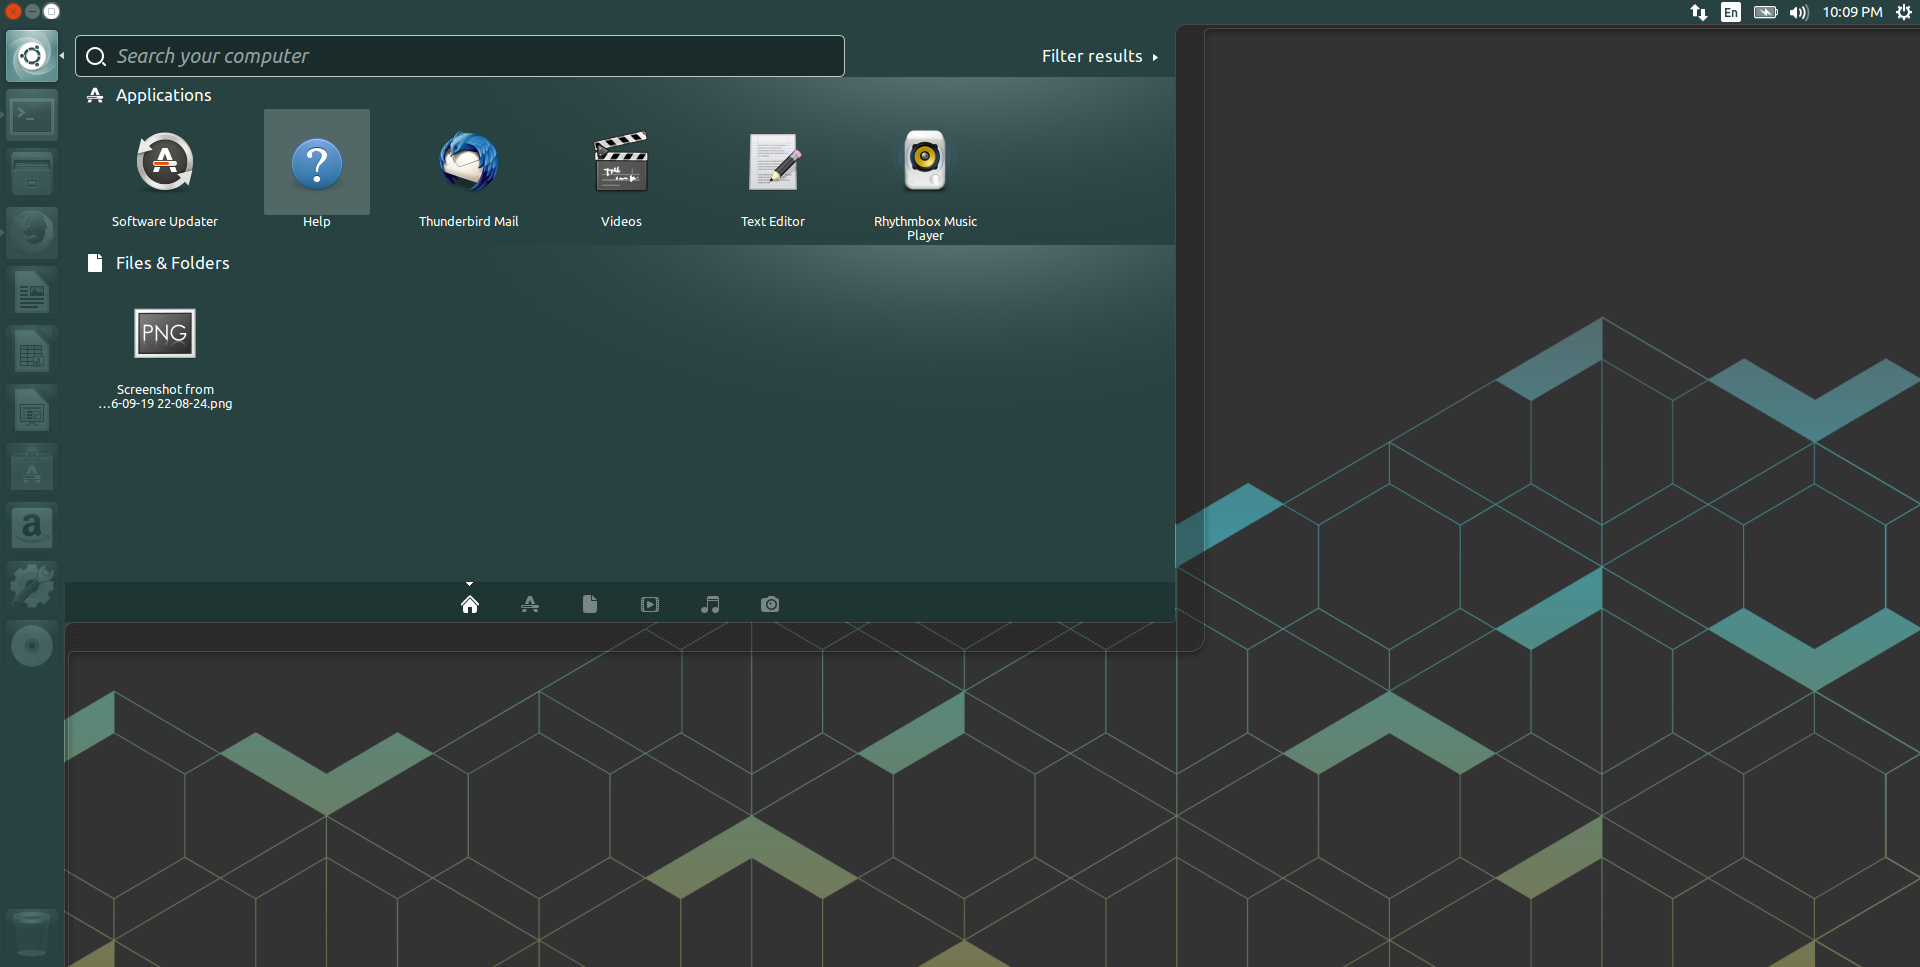 En
10:09 PM
Search your computer
Filter results
Applications
Software Updater
Help
Thunderbird Mail
Videos
Text Editor
Rhythmbox Music
Player
Files & Folders
PNG
Screenshot from
...6-09-19 22-08-24.png